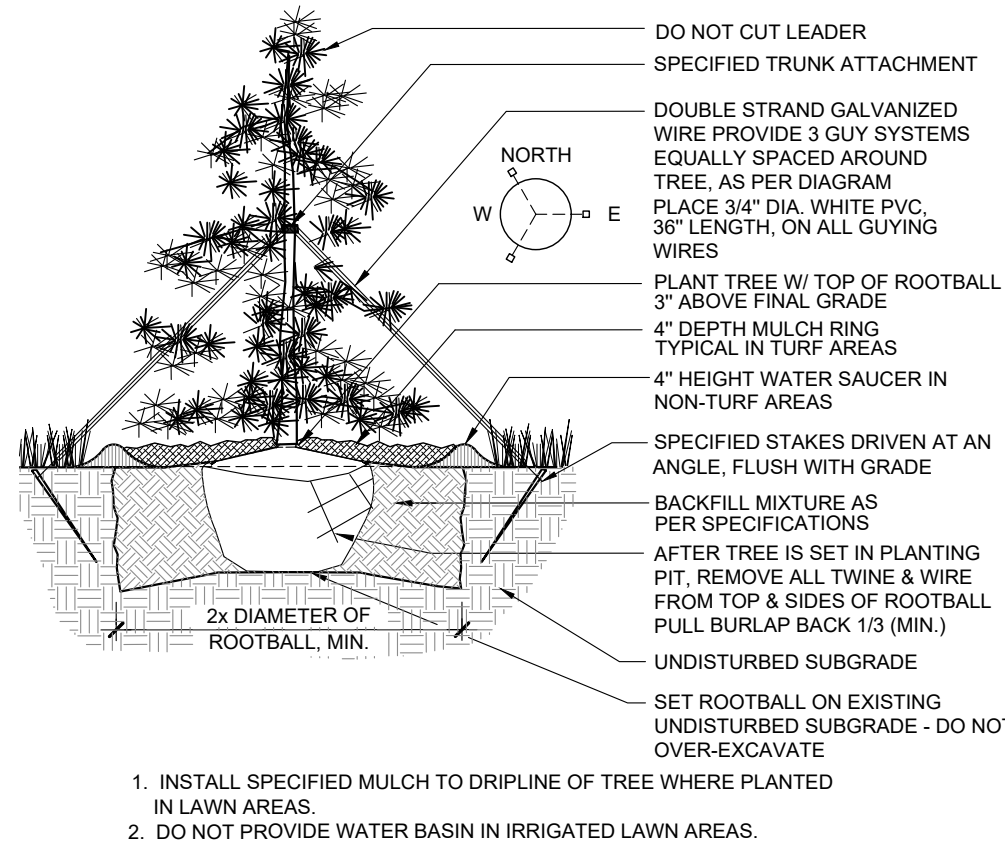 DO NOT CUT LEADER
SPECIFIED TRUNK ATTACHMENT
DOUBLE STRAND GALVANIZED
WIRE PROVIDE 3 GUY SYSTEMS
EQUALLY SPACED AROUND
TREE, AS PER DIAGRAM
PLACE 3/4" DIA. WHITE PVC,
36" LENGTH, ON ALL GUYING
WIRES
NORTH
W
E
PLANT TREE W/ TOP OF ROOTBALL
3" ABOVE FINAL GRADE
4" DEPTH MULCH RING
TYPICAL IN TURF AREAS
4" HEIGHT WATER SAUCER IN
NON-TURF AREAS
SPECIFIED STAKES DRIVEN AT AN
ANGLE, FLUSH WITH GRADE
BACKFILL MIXTURE AS
PER SPECIFICATIONS
AFTER TREE IS SET IN PLANTING
PIT, REMOVE ALL TWINE & WIRE
FROM TOP & SIDES OF ROOTBALL
PULL BURLAP BACK 1/3 (MIN.)
2x DIAMETER OF
ROOTBALL, MIN.
UNDISTURBED SUBGRADE
SET ROOTBALL ON EXISTING
UNDISTURBED SUBGRADE - DO NOT
OVER-EXCAVATE
1. INSTALL SPECIFIED MULCH TO DRIPLINE OF TREE WHERE PLANTED
IN LAWN AREAS.
2. DO NOT PROVIDE WATER BASIN IN IRRIGATED LAWN AREAS.